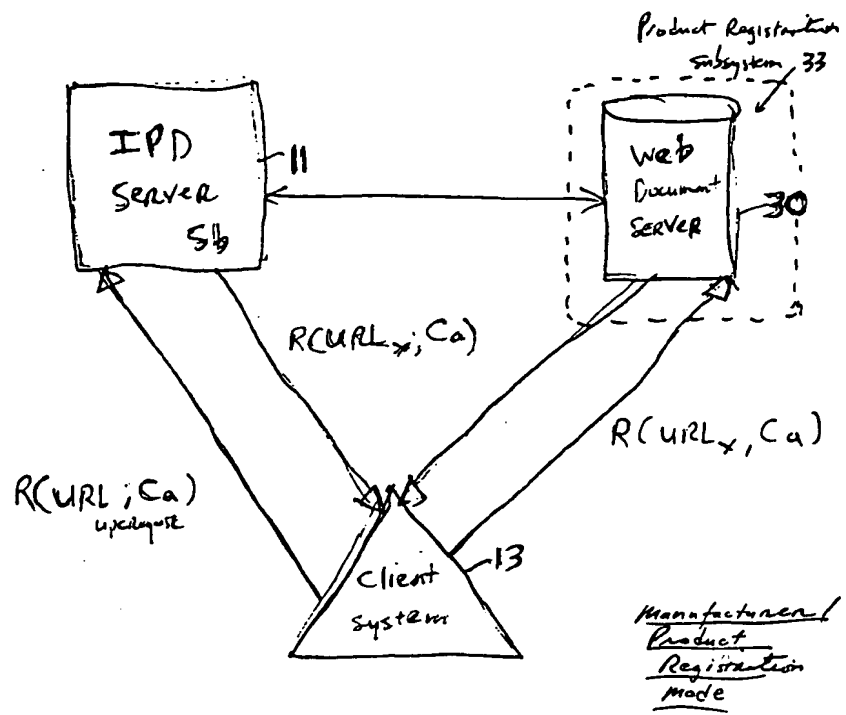 Product Registration
Subsystem 33
IPD
Server
Sb
11
Web
Document
Server
30
R(URLx; Ca)
R(URLx, Ca)
R(URL; Ca)
Client
System
13
Manufacturer/
Product
Registration
mode